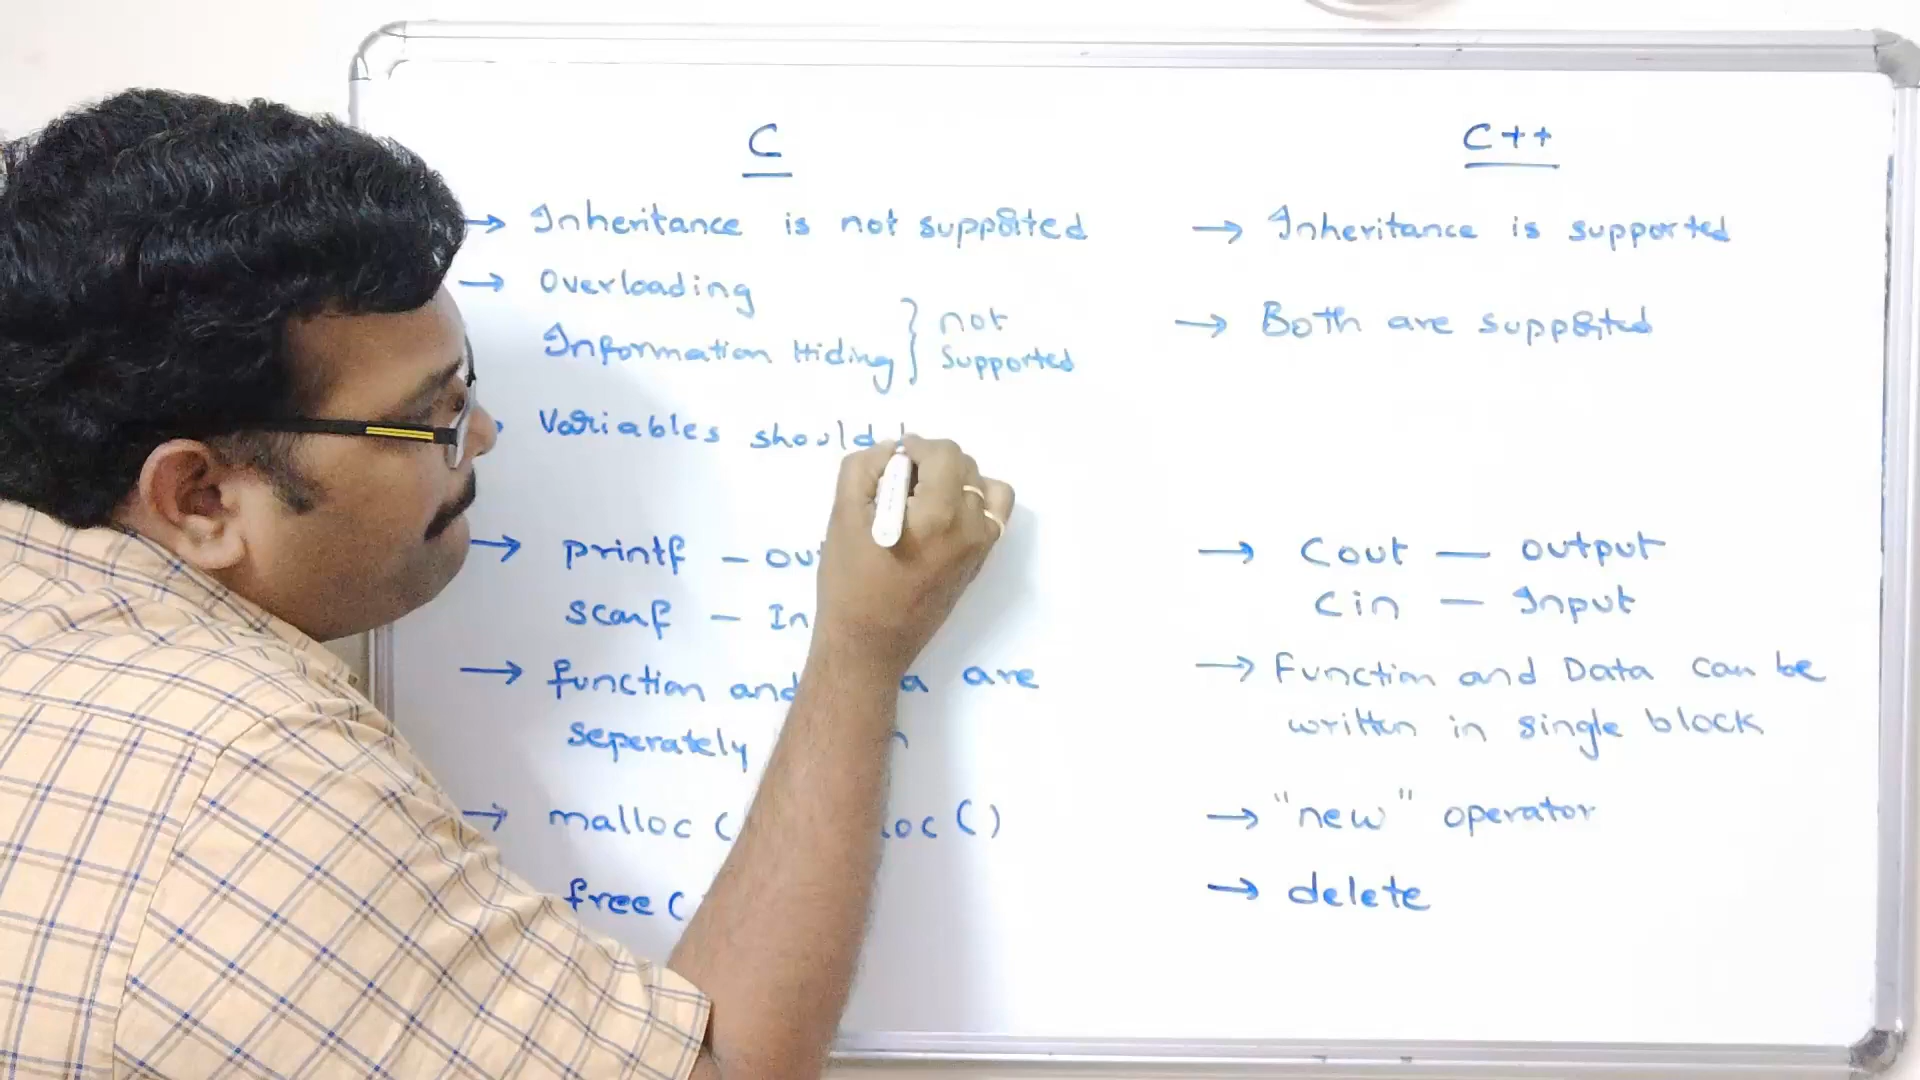 C
→ Inheritance is not supported
→ Overloading
Information Hiding } not
supported
Variables should
→ printf - ou
scanf - In
→ function and a are
seperately n
→ malloc ( loc ()
free (
C++
→ Inheritance is supported
→ Both are supported
→ Cout — output
Cin — Input
→ Function and Data can be
written in single block
→ "new" operator
→ delete